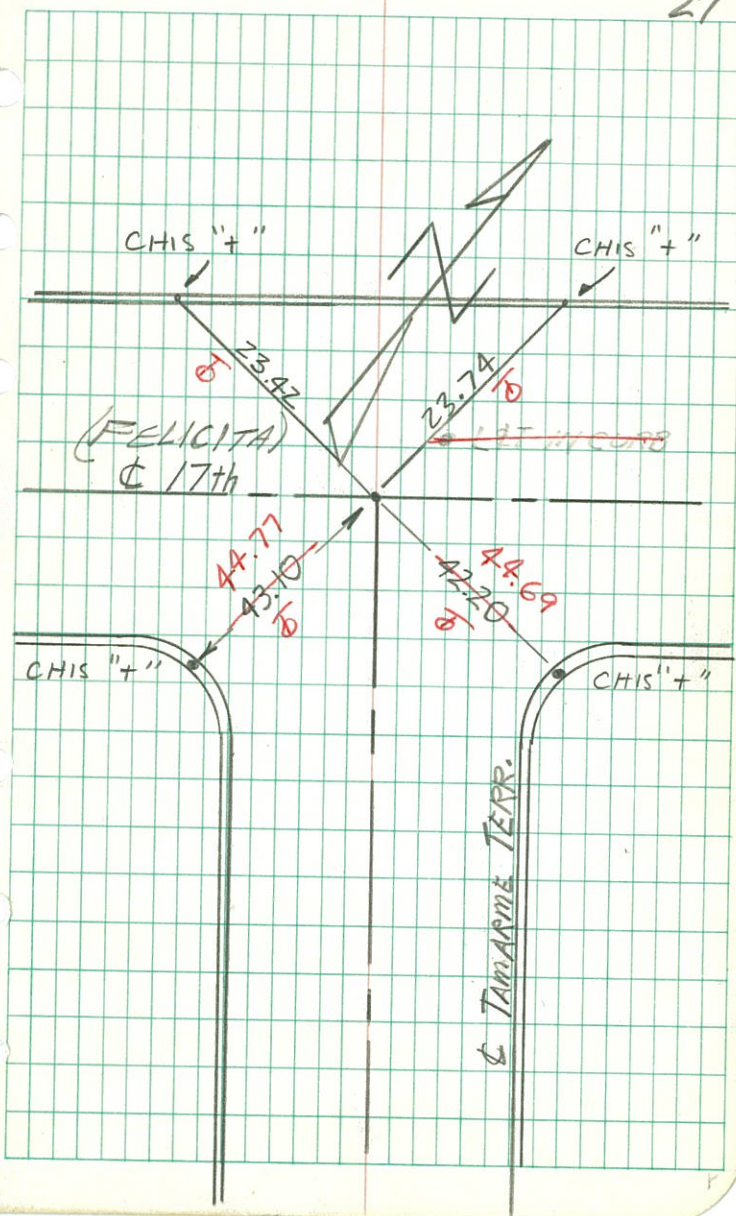 CHIS "+"
CHIS "+"
23.42
23.74
(FELICITA)
℄ 17th
44.77
43.10
44.69
42.20
CHIS "+"
CHIS "+"
℄ TAMARME TERR.
N